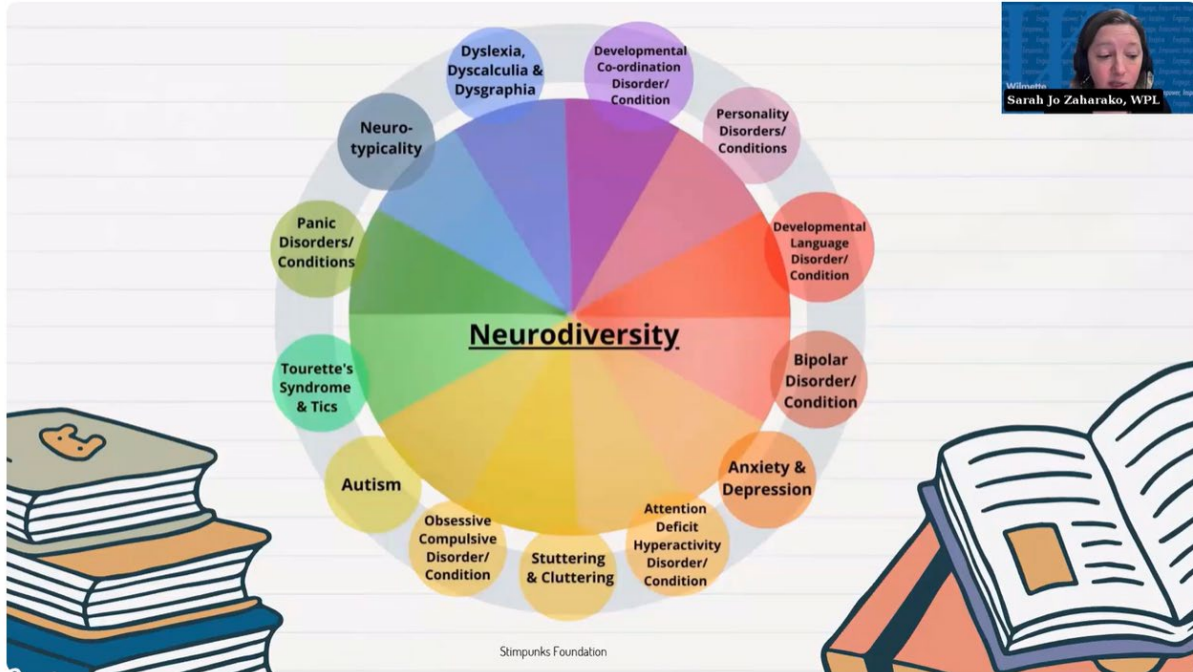 Dyslexia,
Dyscalculia &
Dysgraphia
Developmental
Co-ordination
Disorder/
Condition
Personality
Disorders/
Conditions
Developmental
Language
Disorder/
Condition
Bipolar
Disorder/
Condition
Anxiety &
Depression
Attention
Deficit
Hyperactivity
Disorder/
Condition
Stuttering
& Cluttering
Obsessive
Compulsive
Disorder/
Condition
Autism
Tourette's
Syndrome
& Tics
Panic
Disorders/
Conditions
Neuro-
typicality
Neurodiversity
Stimpunks Foundation
Wilmette
Sarah Jo Zaharako, WPL